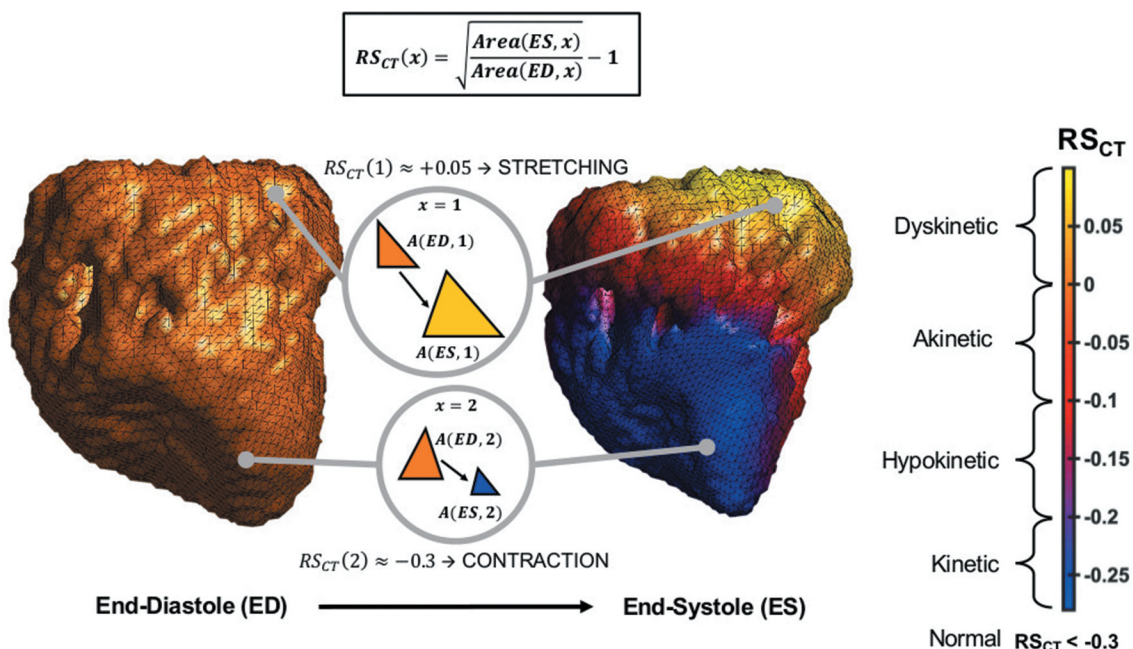 RS_CT(x) = √(Area(ES, x) / Area(ED, x)) − 1
RS_CT(1) ≈ +0.05 → STRETCHING
x = 1
A(ED, 1)
A(ES, 1)
x = 2
A(ED, 2)
A(ES, 2)
RS_CT(2) ≈ −0.3 → CONTRACTION
End-Diastole (ED)
End-Systole (ES)
RS_CT
Dyskinetic
Akinetic
Hypokinetic
Kinetic
0.05
0
-0.05
-0.1
-0.15
-0.2
-0.25
Normal RS_CT < -0.3